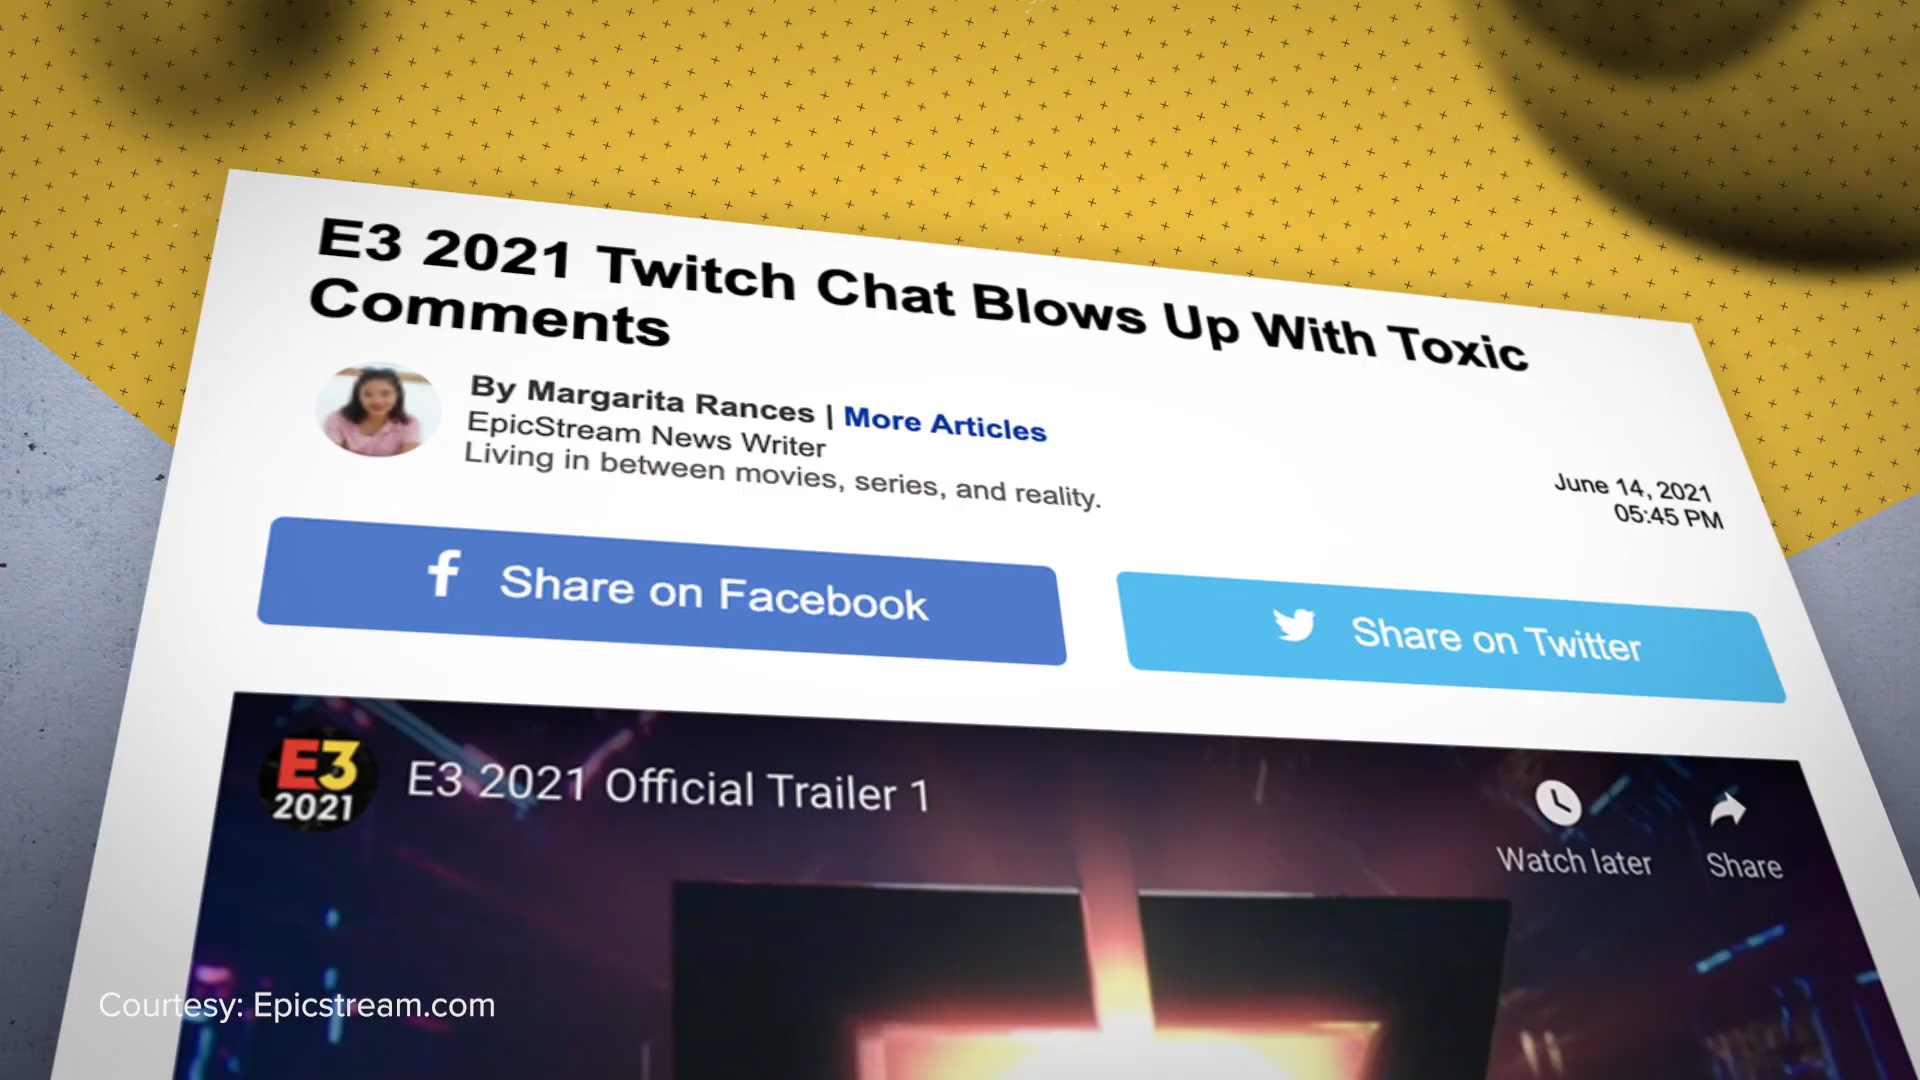 E3 2021 Twitch Chat Blows Up With Toxic
Comments
By Margarita Rances | More Articles
EpicStream News Writer
Living in between movies, series, and reality.
June 14, 2021
05:45 PM
f Share on Facebook
Share on Twitter
E3
2021
E3 2021 Official Trailer 1
Watch later
Share
Courtesy: Epicstream.com